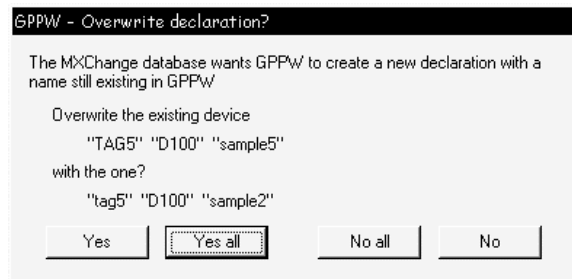 GPPW - Overwrite declaration?
The MXChange database wants GPPW to create a new declaration with a
name still existing in GPPW
Overwrite the existing device
"TAG5" "D100" "sample5"
with the one?
"tag5" "D100" "sample2"
Yes Yes all No all No